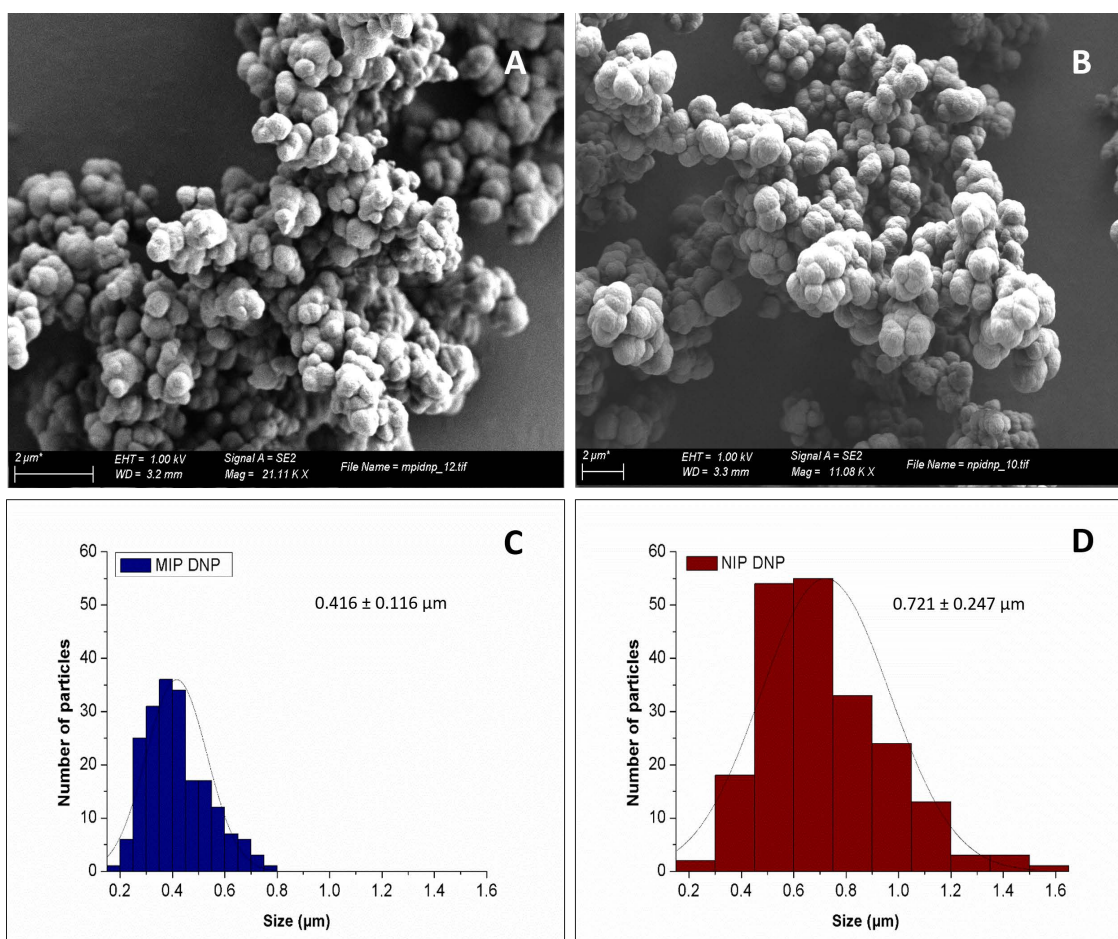 A
2 µm*
EHT = 1.00 kV
WD = 3.2 mm
Signal A = SE2
Mag = 21.11 K X
File Name = mpidnp_12.tif
B
2 µm*
EHT = 1.00 kV
WD = 3.3 mm
Signal A = SE2
Mag = 11.08 K X
File Name = npidnp_10.tif
C
MIP DNP
0.416 ± 0.116 µm
Number of particles
60
50
40
30
20
10
0
0.2 0.4 0.6 0.8 1.0 1.2 1.4 1.6
Size (µm)
D
NIP DNP
0.721 ± 0.247 µm
Number of particles
60
50
40
30
20
10
0
0.2 0.4 0.6 0.8 1.0 1.2 1.4 1.6
Size (µm)